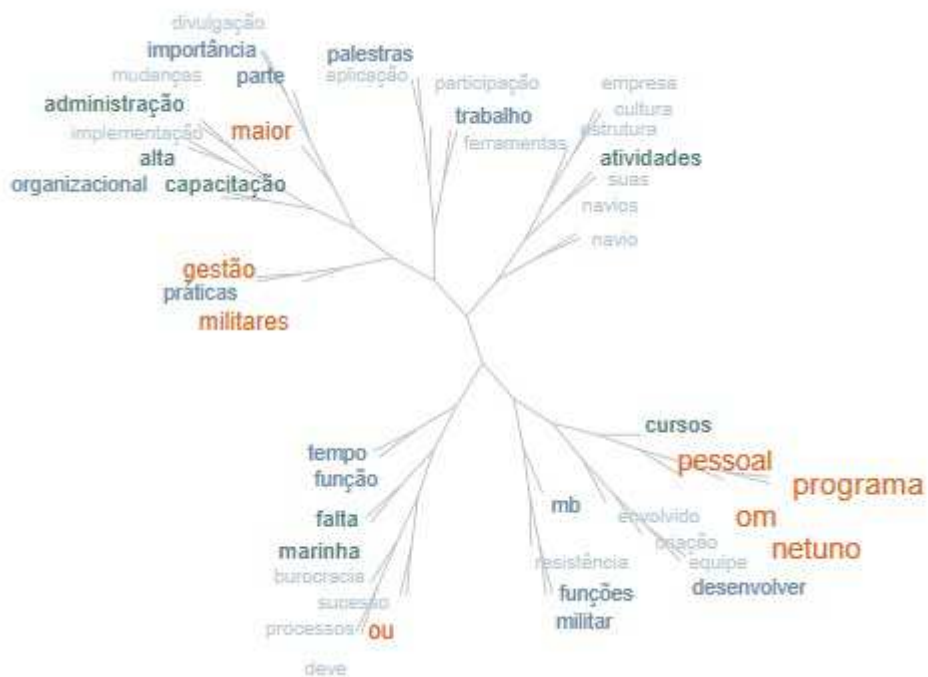 divulgação
importância
palestras
mudanças
parte
aplicação
participação
empresa
administração
cultura
implementação
maior
trabalho
estrutura
alta
ferramentas
atividades
organizacional
capacitação
suas
navios
navio
gestão
práticas
militares
cursos
tempo
pessoal
função
programa
mb
falta
envolvido
om
marinha
criação
netuno
burocracia
resistência
equipe
sucesso
funções
desenvolver
processos
ou
militar
deve